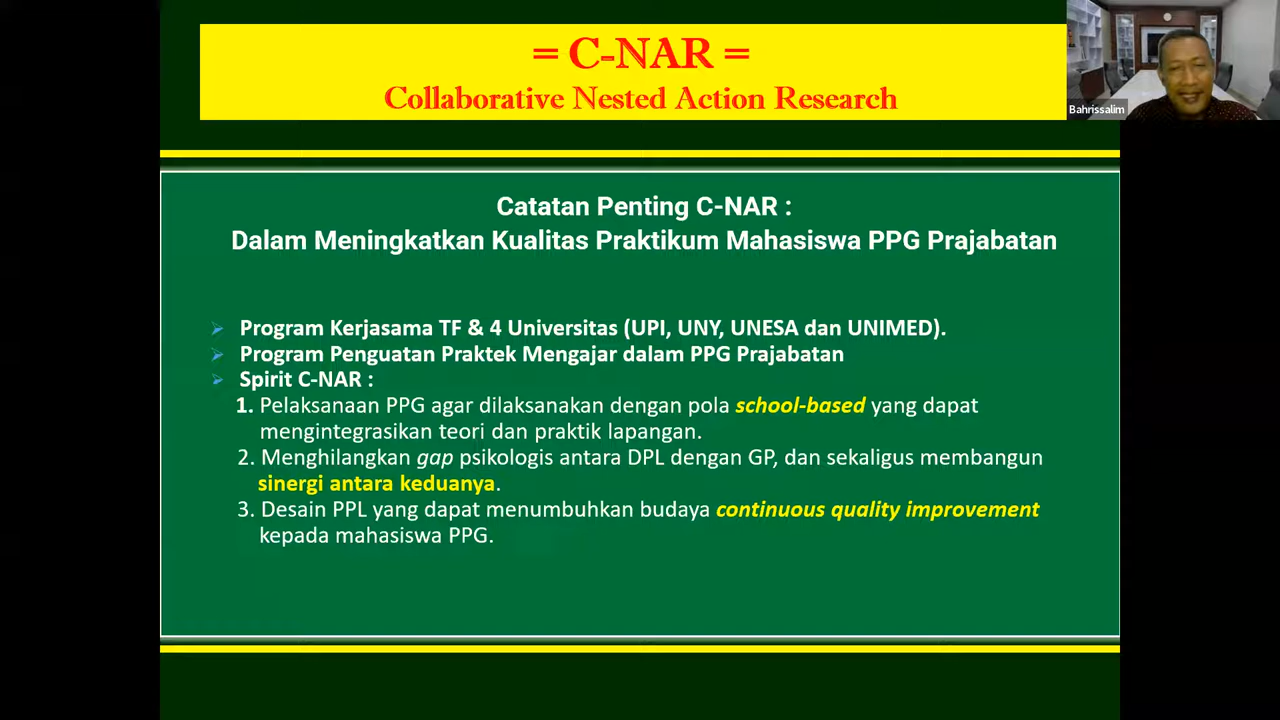 = C-NAR =
Collaborative Nested Action Research
Bahrissalim
Catatan Penting C-NAR :
Dalam Meningkatkan Kualitas Praktikum Mahasiswa PPG Prajabatan
Program Kerjasama TF & 4 Universitas (UPI, UNY, UNESA dan UNIMED).
Program Penguatan Praktek Mengajar dalam PPG Prajabatan
Spirit C-NAR :
1. Pelaksanaan PPG agar dilaksanakan dengan pola school-based yang dapat
mengintegrasikan teori dan praktik lapangan.
2. Menghilangkan gap psikologis antara DPL dengan GP, dan sekaligus membangun
sinergi antara keduanya.
3. Desain PPL yang dapat menumbuhkan budaya continuous quality improvement
kepada mahasiswa PPG.